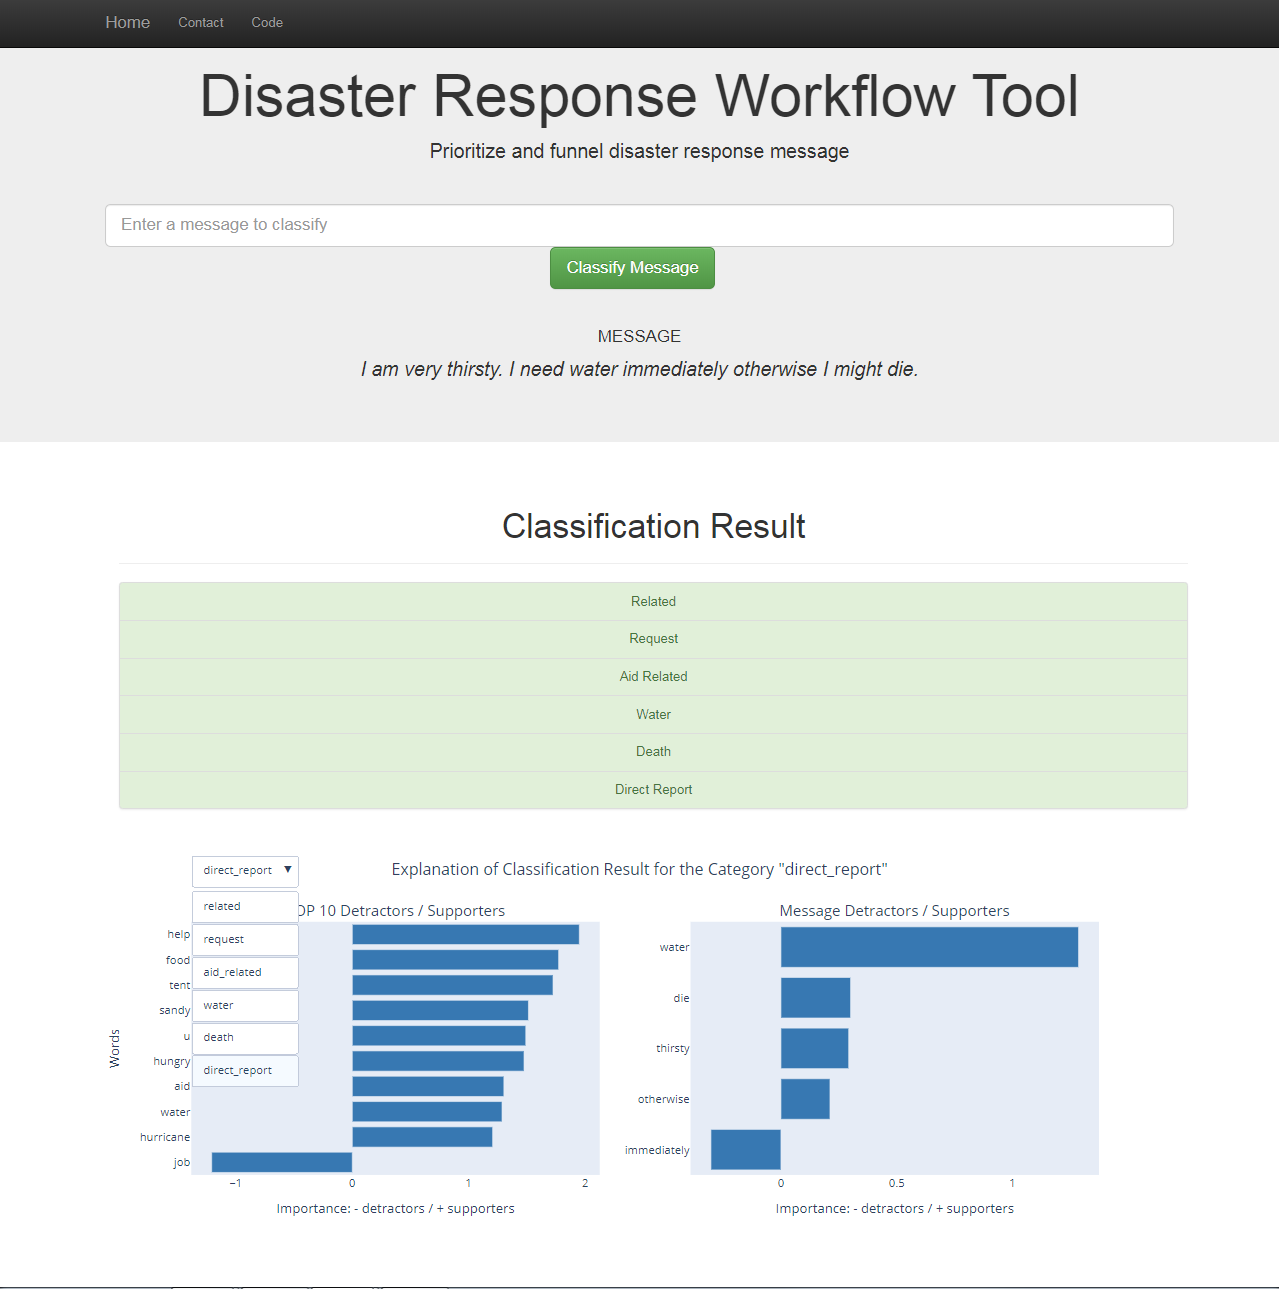 Home Contact Code
Disaster Response Workflow Tool
Prioritize and funnel disaster response message
Enter a message to classify
Classify Message
MESSAGE
I am very thirsty. I need water immediately otherwise I might die.
Classification Result
Related
Request
Aid Related
Water
Death
Direct Report
direct_report ▼
related
request
aid_related
water
death
direct_report
Explanation of Classification Result for the Category "direct_report"
OP 10 Detractors / Supporters
Words
help
food
tent
sandy
u
hungry
aid
water
hurricane
job
−1 0 1 2
Importance: - detractors / + supporters
Message Detractors / Supporters
water
die
thirsty
otherwise
immediately
0 0.5 1
Importance: - detractors / + supporters